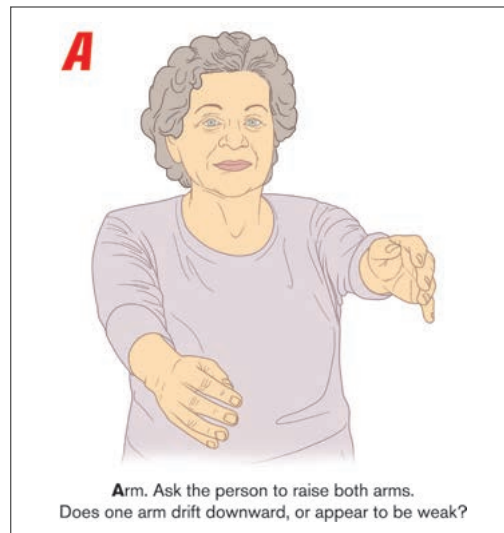 A
Arm. Ask the person to raise both arms.
Does one arm drift downward, or appear to be weak?